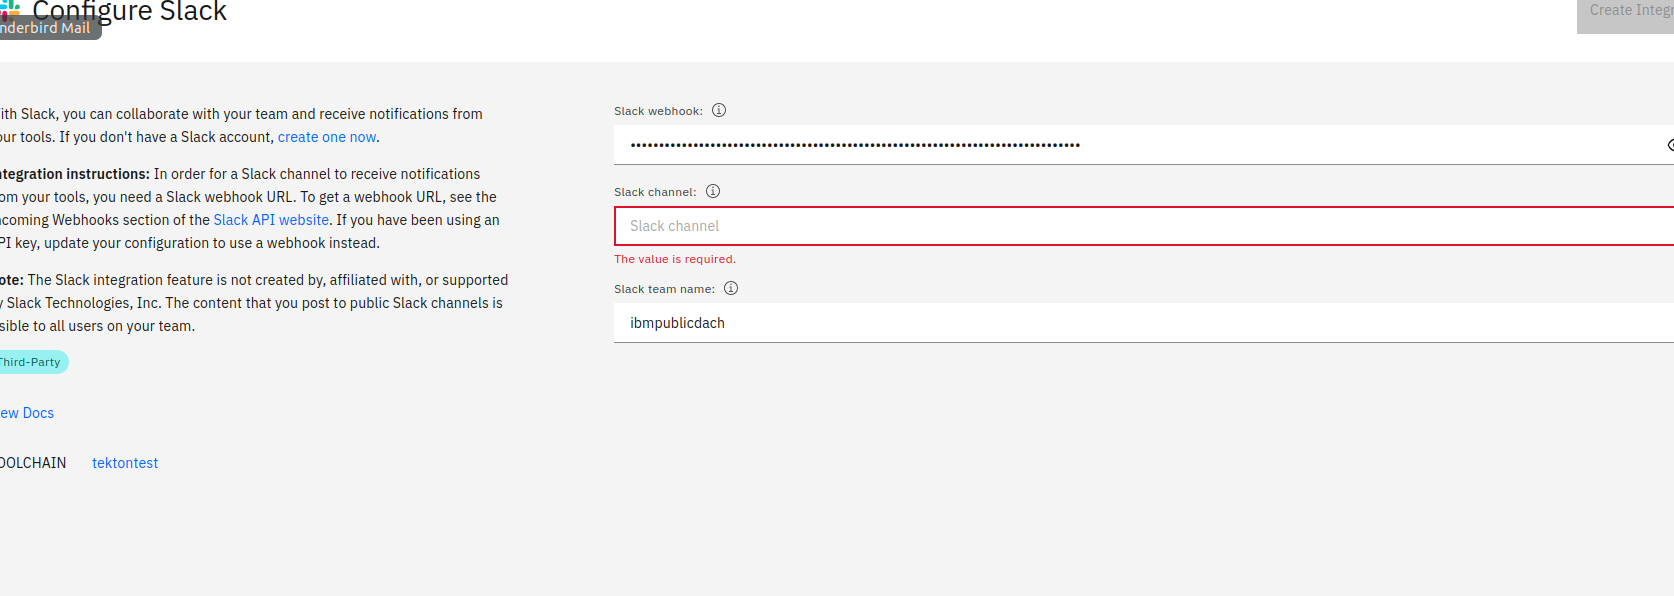 Configure Slack
nderbird Mail
Create Integr
ith Slack, you can collaborate with your team and receive notifications from
our tools. If you don't have a Slack account, create one now.
ntegration instructions: In order for a Slack channel to receive notifications
om your tools, you need a Slack webhook URL. To get a webhook URL, see the
ncoming Webhooks section of the Slack API website. If you have been using an
PI key, update your configuration to use a webhook instead.
ote: The Slack integration feature is not created by, affiliated with, or supported
y Slack Technologies, Inc. The content that you post to public Slack channels is
sible to all users on your team.
Third-Party
ew Docs
OOLCHAIN tektontest
Slack webhook:
Slack channel:
Slack channel
The value is required.
Slack team name:
ibmpublicdach